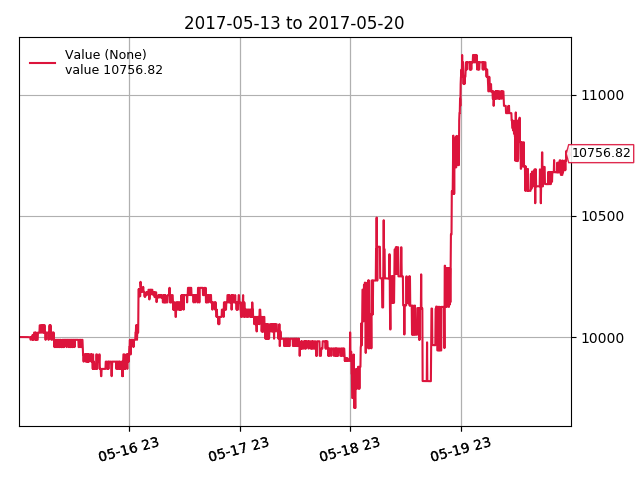 2017-05-13 to 2017-05-20
Value (None)
value 10756.82
11000
10756.82
10500
10000
05-16 23
05-17 23
05-18 23
05-19 23